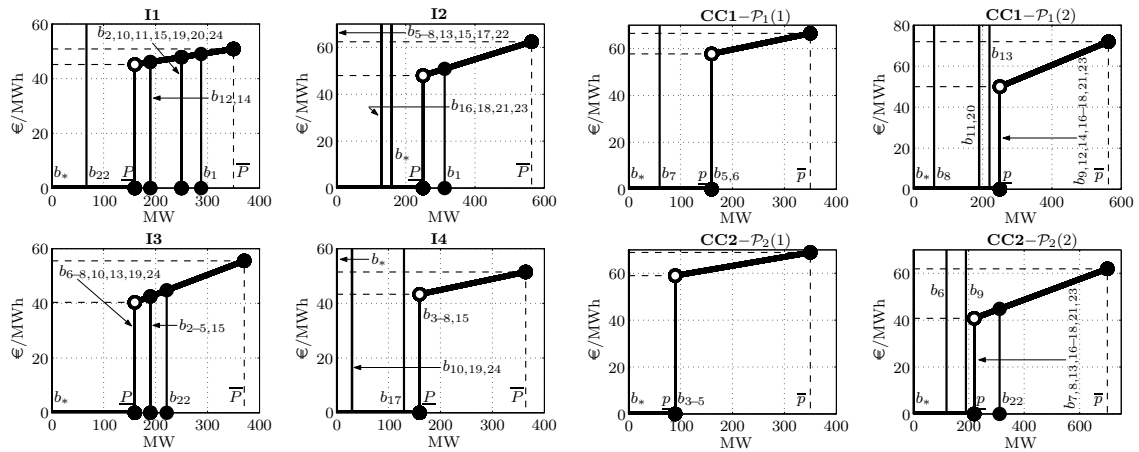 I1
€/MWh
80
60
40
20
0
b2,10,11,15,19,20,24
b12,14
b* b22 P b1 P
0 100 200 300 400
MW
I2
€/MWh
80
60
40
20
0
b5–8,13,15,17,22
b16,18,21,23
b* P b1 P
0 200 400 600
MW
CC1−P1(1)
€/MWh
60
40
20
0
b* b7 p b5,6 p
0 100 200 300 400
MW
CC1−P1(2)
€/MWh
80
60
40
20
0
b13
b11,20
b9,12,14,16–18,21,23
b* b8 p p
0 200 400
MW
I3
€/MWh
60
40
20
0
b6–8,10,13,19,24
b2–5,15
b* P b22 P
0 100 200 300 400
MW
I4
€/MWh
60
40
20
0
b*
b3–8,15
b10,19,24
b17 P P
0 100 200 300 400
MW
CC2−P2(1)
€/MWh
60
40
20
0
b* p b3–5 p
0 100 200 300 400
MW
CC2−P2(2)
€/MWh
80
60
40
20
0
b6 b9
b7,8,13,16–18,21,23
b* p b22 p
0 200 400 600
MW